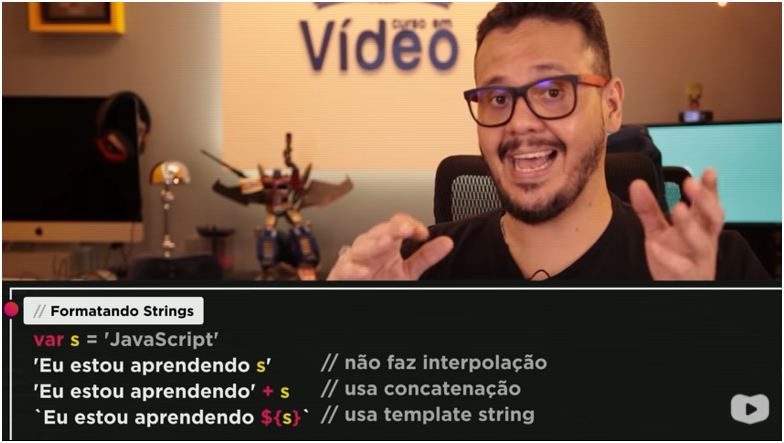 curso em
Vídeo
// Formatando Strings
var s = 'JavaScript'
'Eu estou aprendendo s' // não faz interpolação
'Eu estou aprendendo' + s // usa concatenação
`Eu estou aprendendo ${s}` // usa template string